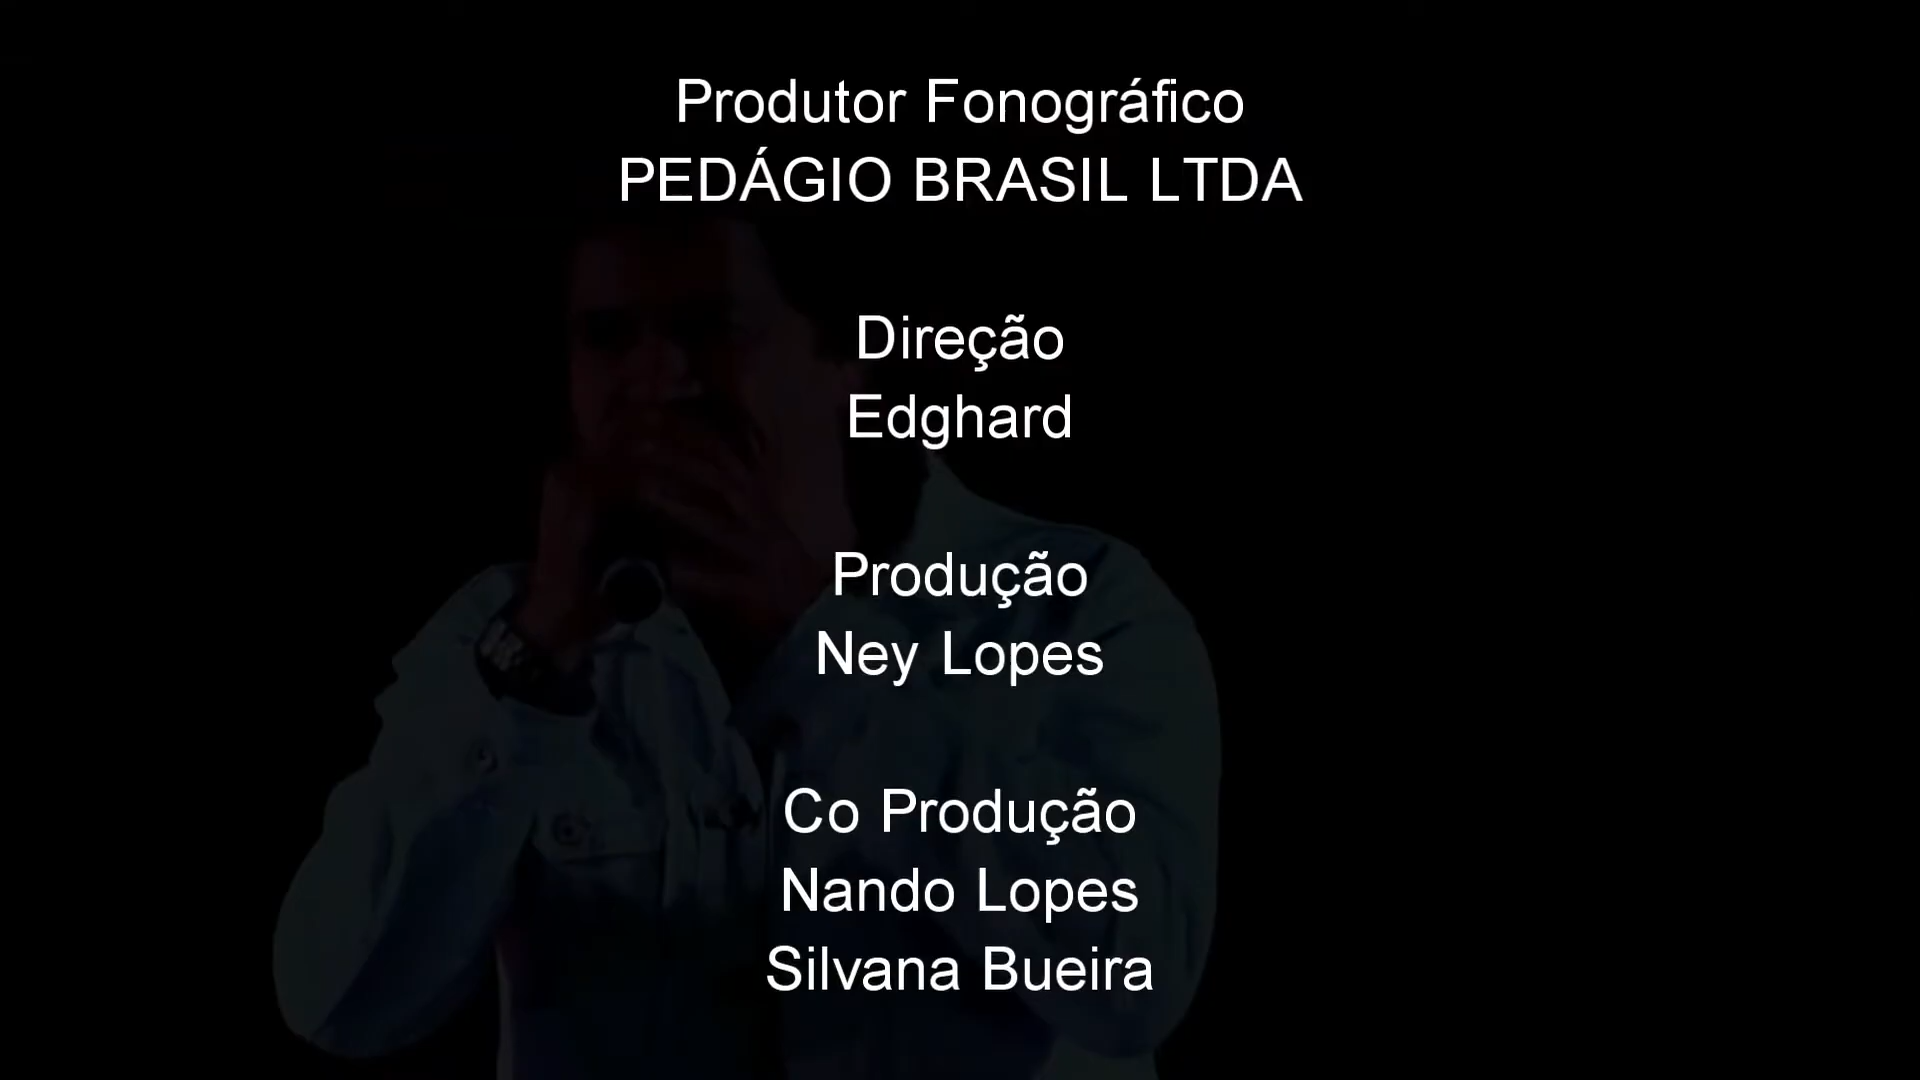 Produtor Fonográfico
PEDÁGIO BRASIL LTDA
Direção
Edghard
Produção
Ney Lopes
Co Produção
Nando Lopes
Silvana Bueira